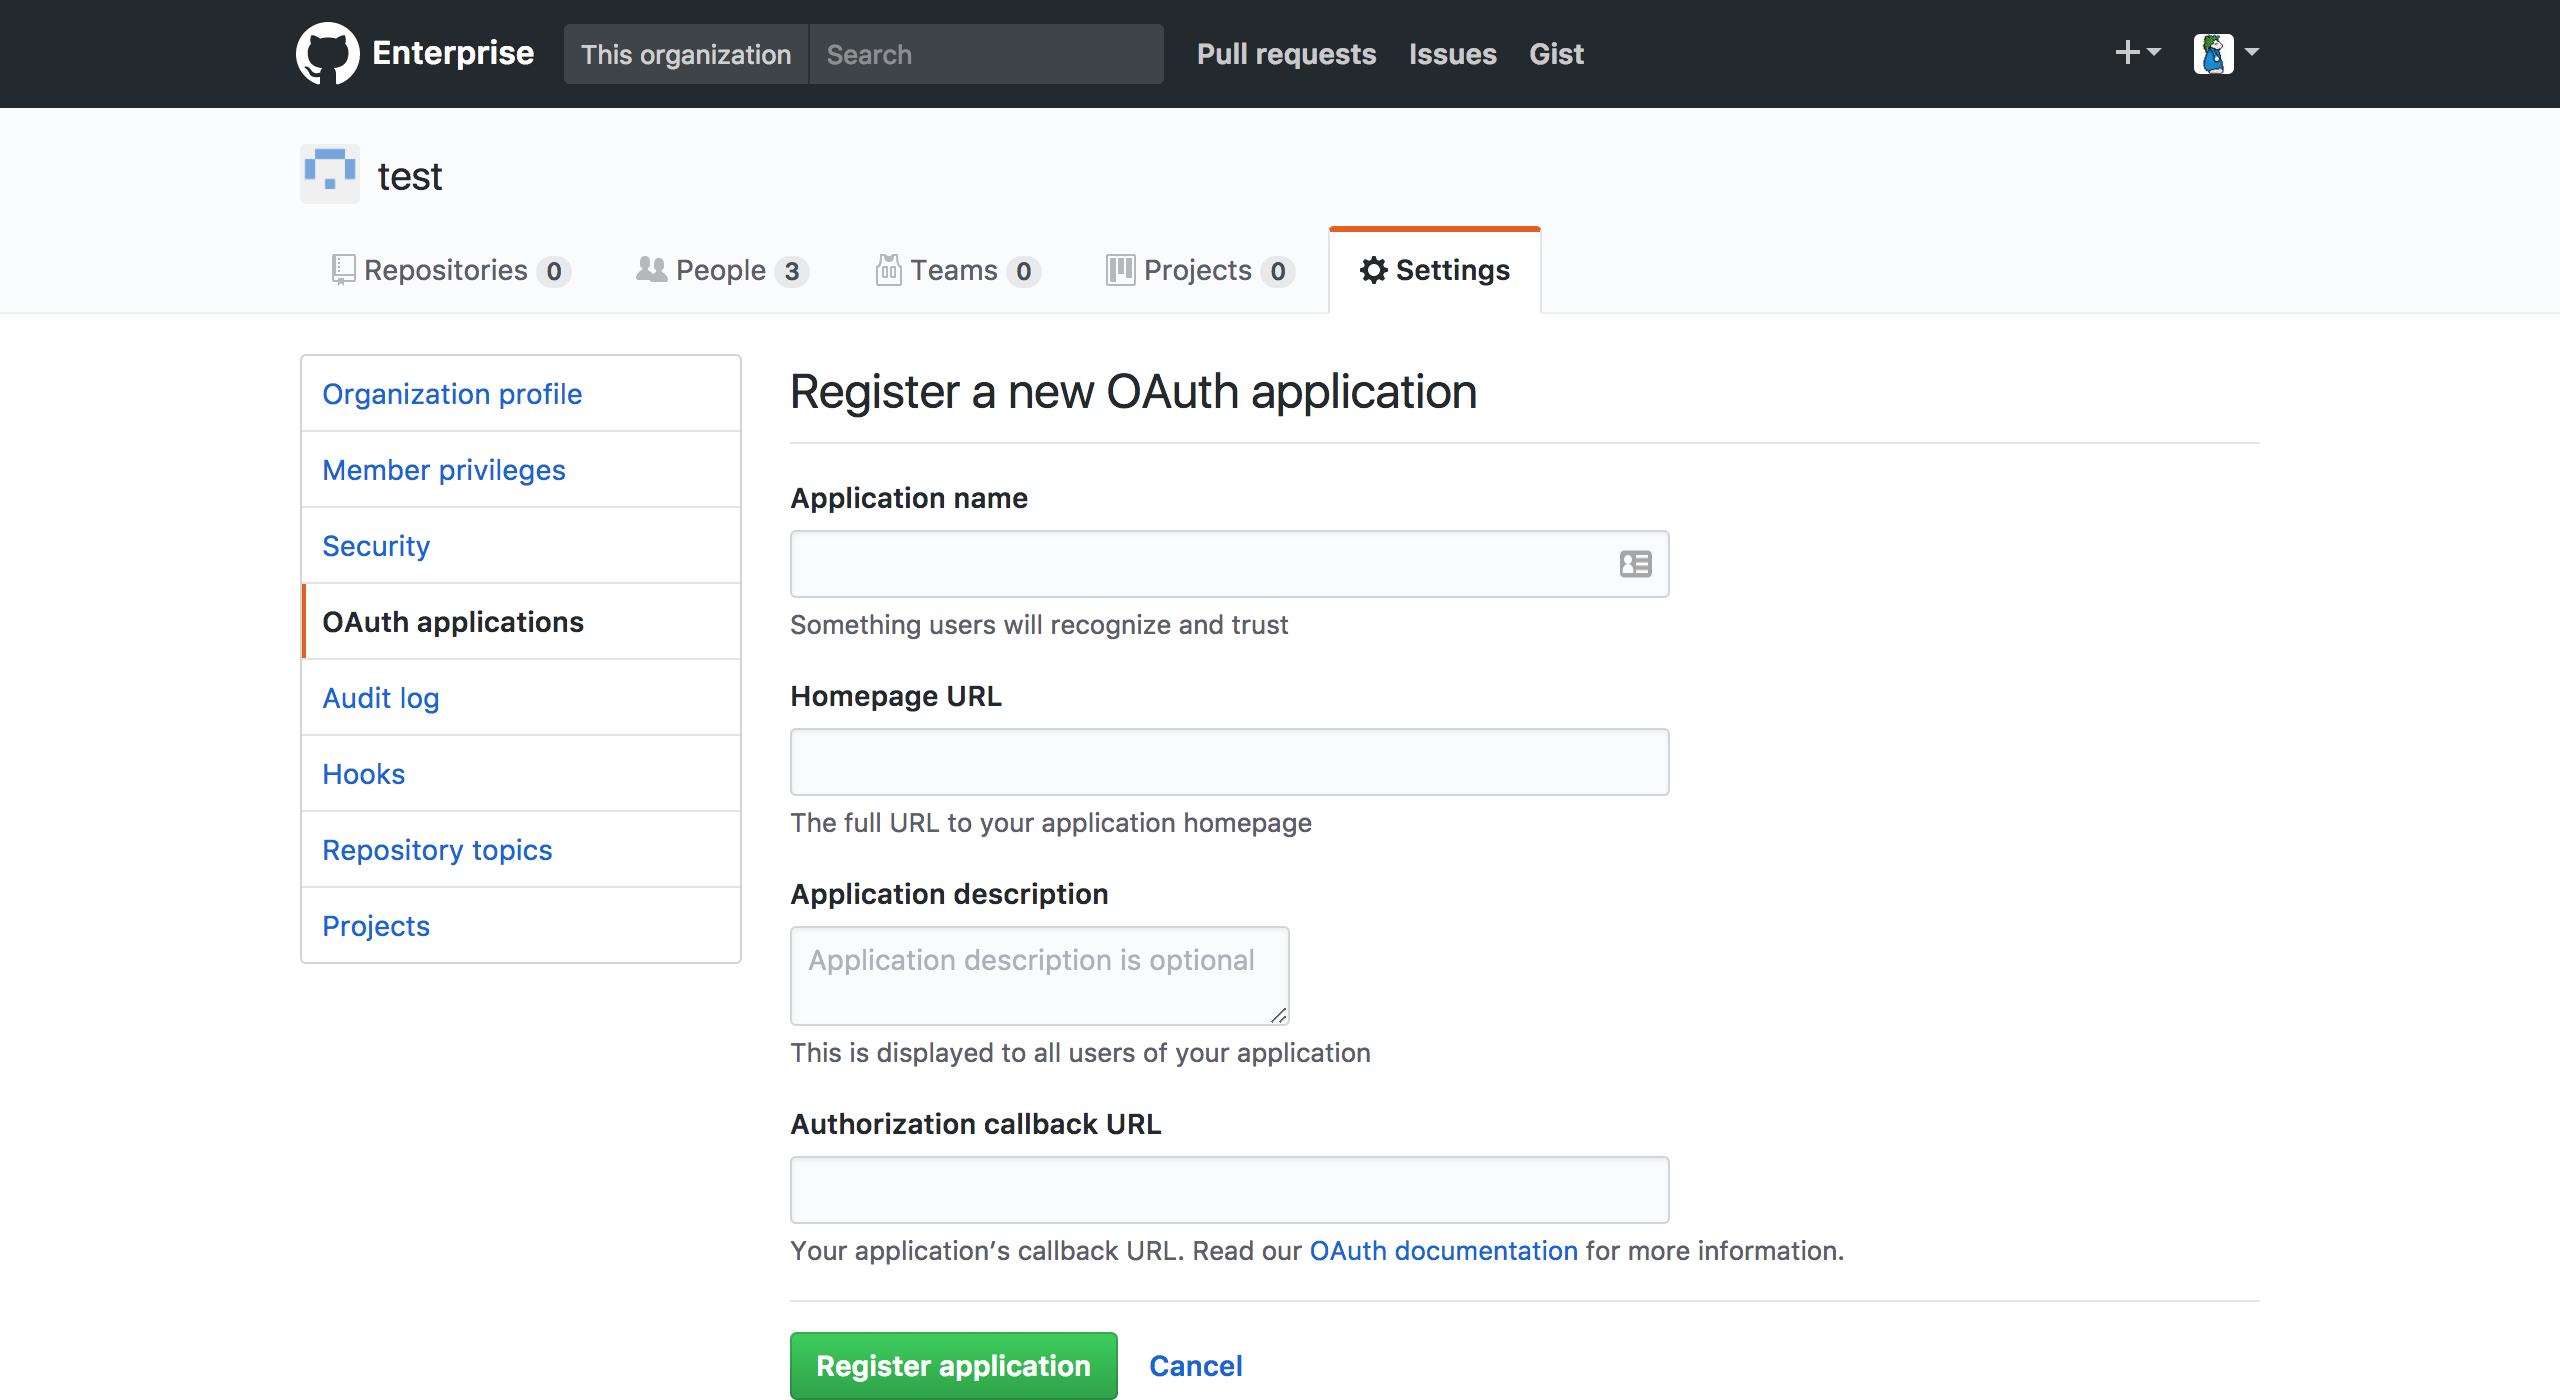 Enterprise This organization Search Pull requests Issues Gist
test
Repositories 0 People 3 Teams 0 Projects 0 Settings
Organization profile
Member privileges
Security
OAuth applications
Audit log
Hooks
Repository topics
Projects
Register a new OAuth application
Application name
Something users will recognize and trust
Homepage URL
The full URL to your application homepage
Application description
Application description is optional
This is displayed to all users of your application
Authorization callback URL
Your application’s callback URL. Read our OAuth documentation for more information.
Register application Cancel